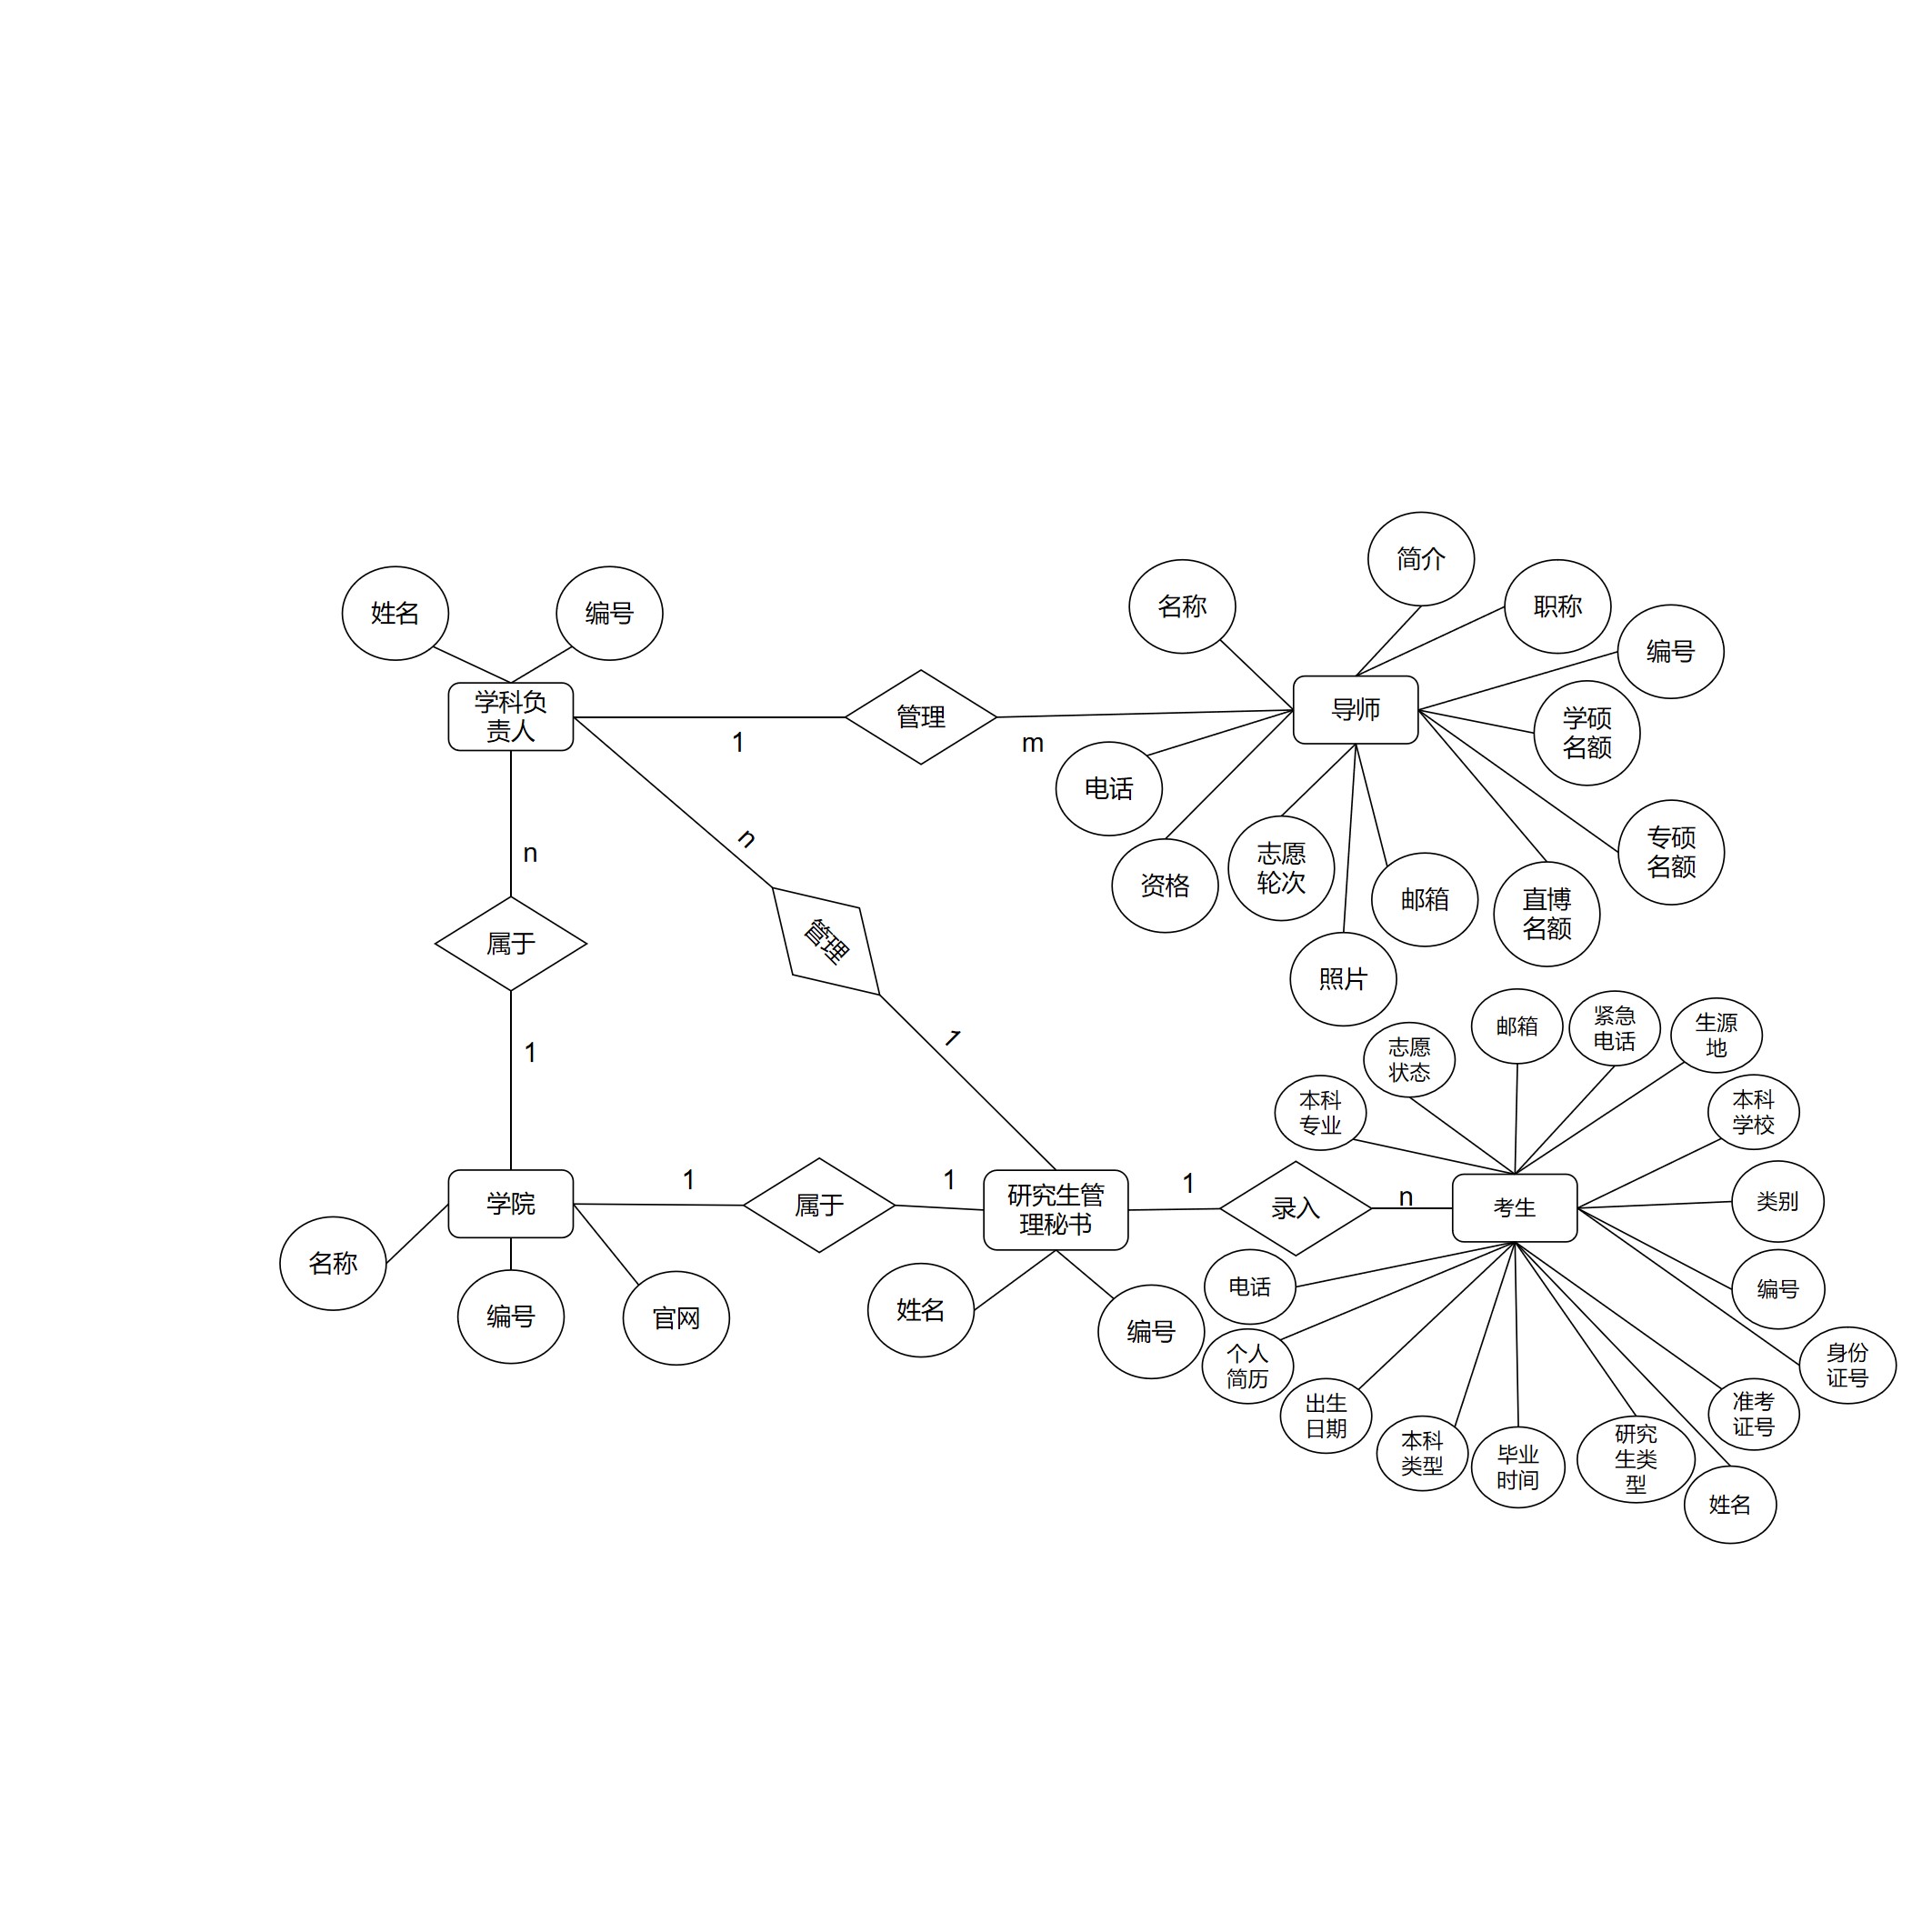 简介
名称
职称
姓名
编号
编号
学科负
责人
管理
导师
学硕
名额
1
m
电话
n
n
志愿
轮次
专硕
名额
资格
邮箱
直博
名额
属于
管理
照片
1
1
志愿
状态
邮箱
紧急
电话
生源
地
本科
专业
本科
学校
学院
1
属于
1
研究生管
理秘书
1
录入
n
考生
类别
名称
编号
官网
姓名
编号
电话
编号
个人
简历
身份
证号
出生
日期
准考
证号
本科
类型
毕业
时间
研究
生类
型
姓名